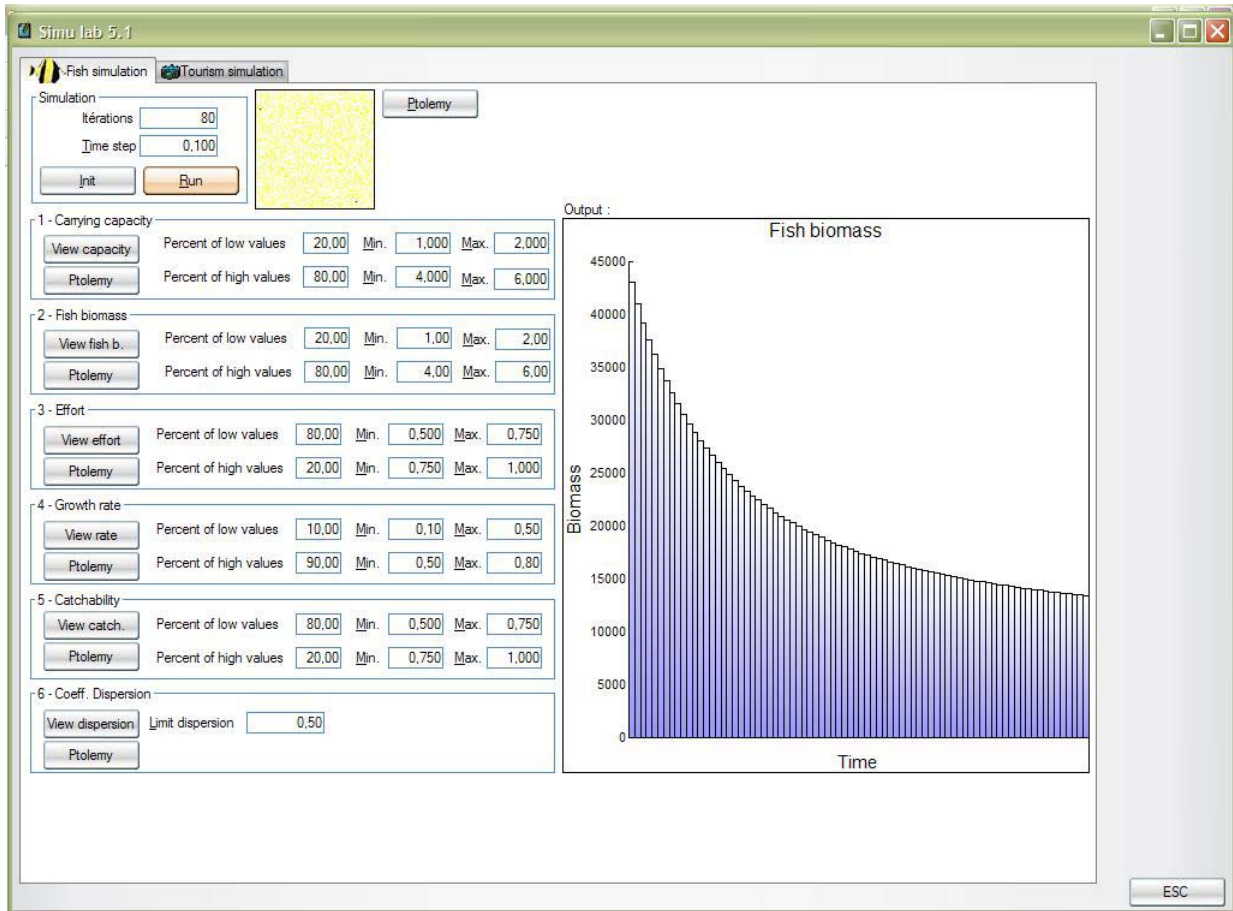 Simu lab 5.1
Fish simulation Tourism simulation
Simulation
Itérations 80
Time step 0,100
Init Run
Ptolemy
1 - Carrying capacity
View capacity Percent of low values 20,00 Min. 1,000 Max. 2,000
Ptolemy Percent of high values 80,00 Min. 4,000 Max. 6,000
2 - Fish biomass
View fish b. Percent of low values 20,00 Min. 1,00 Max. 2,00
Ptolemy Percent of high values 80,00 Min. 4,00 Max. 6,00
3 - Effort
View effort Percent of low values 80,00 Min. 0,500 Max. 0,750
Ptolemy Percent of high values 20,00 Min. 0,750 Max. 1,000
4 - Growth rate
View rate Percent of low values 10,00 Min. 0,10 Max. 0,50
Ptolemy Percent of high values 90,00 Min. 0,50 Max. 0,80
5 - Catchability
View catch. Percent of low values 80,00 Min. 0,500 Max. 0,750
Ptolemy Percent of high values 20,00 Min. 0,750 Max. 1,000
6 - Coeff. Dispersion
View dispersion Limit dispersion 0,50
Ptolemy
Output :
Fish biomass
45000
40000
35000
30000
25000
20000
15000
10000
5000
0
Biomass
Time
ESC